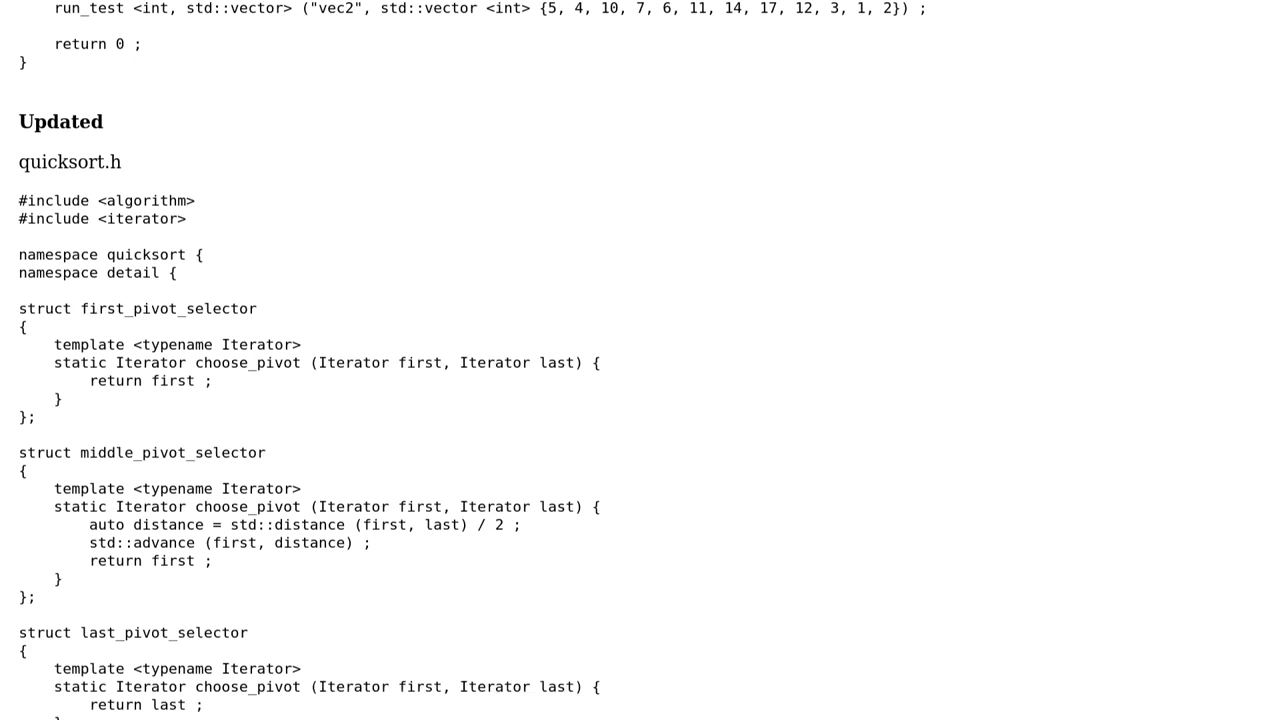 run_test <int, std::vector> ("vec2", std::vector <int> {5, 4, 10, 7, 6, 11, 14, 17, 12, 3, 1, 2}) ;

    return 0 ;
}

Updated

quicksort.h

#include <algorithm>
#include <iterator>

namespace quicksort {
namespace detail {

struct first_pivot_selector
{
    template <typename Iterator>
    static Iterator choose_pivot (Iterator first, Iterator last) {
        return first ;
    }
};

struct middle_pivot_selector
{
    template <typename Iterator>
    static Iterator choose_pivot (Iterator first, Iterator last) {
        auto distance = std::distance (first, last) / 2 ;
        std::advance (first, distance) ;
        return first ;
    }
};

struct last_pivot_selector
{
    template <typename Iterator>
    static Iterator choose_pivot (Iterator first, Iterator last) {
        return last ;